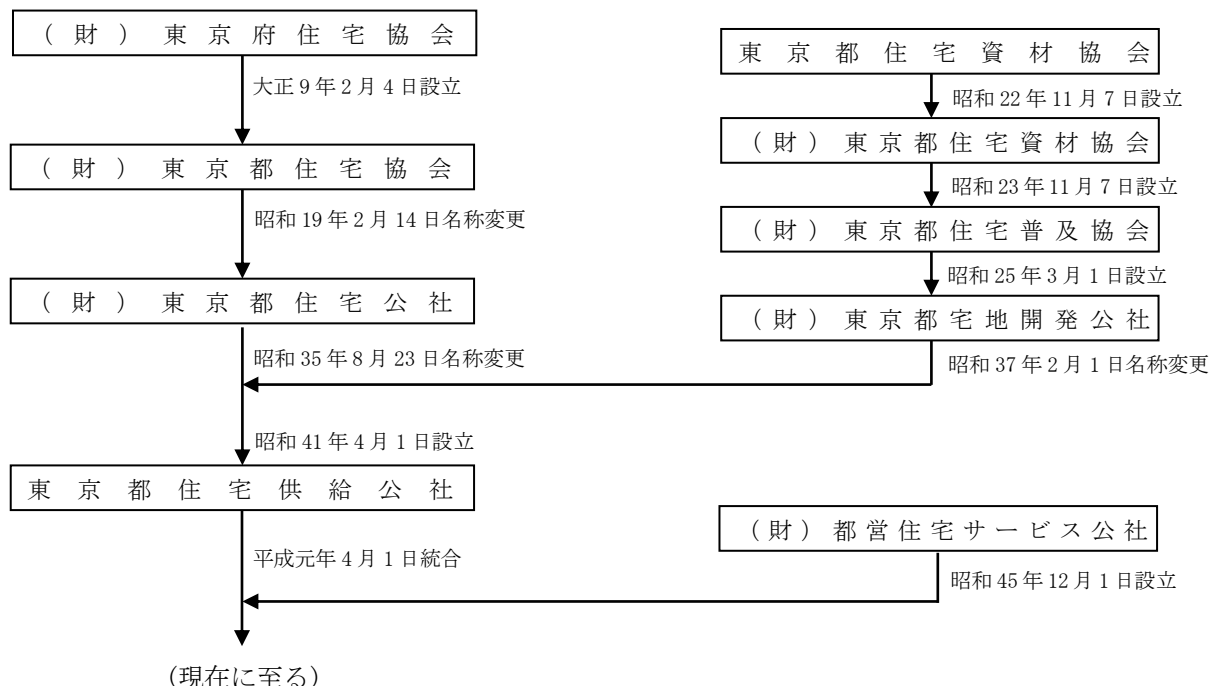 (財)東京府住宅協会
大正9年2月4日設立
(財)東京都住宅協会
昭和19年2月14日名称変更
(財)東京都住宅公社
昭和35年8月23日名称変更
昭和41年4月1日設立
東京都住宅供給公社
平成元年4月1日統合
(現在に至る)
東京都住宅資材協会
昭和22年11月7日設立
(財)東京都住宅資材協会
昭和23年11月7日設立
(財)東京都住宅普及協会
昭和25年3月1日設立
(財)東京都宅地開発公社
昭和37年2月1日名称変更
(財)都営住宅サービス公社
昭和45年12月1日設立